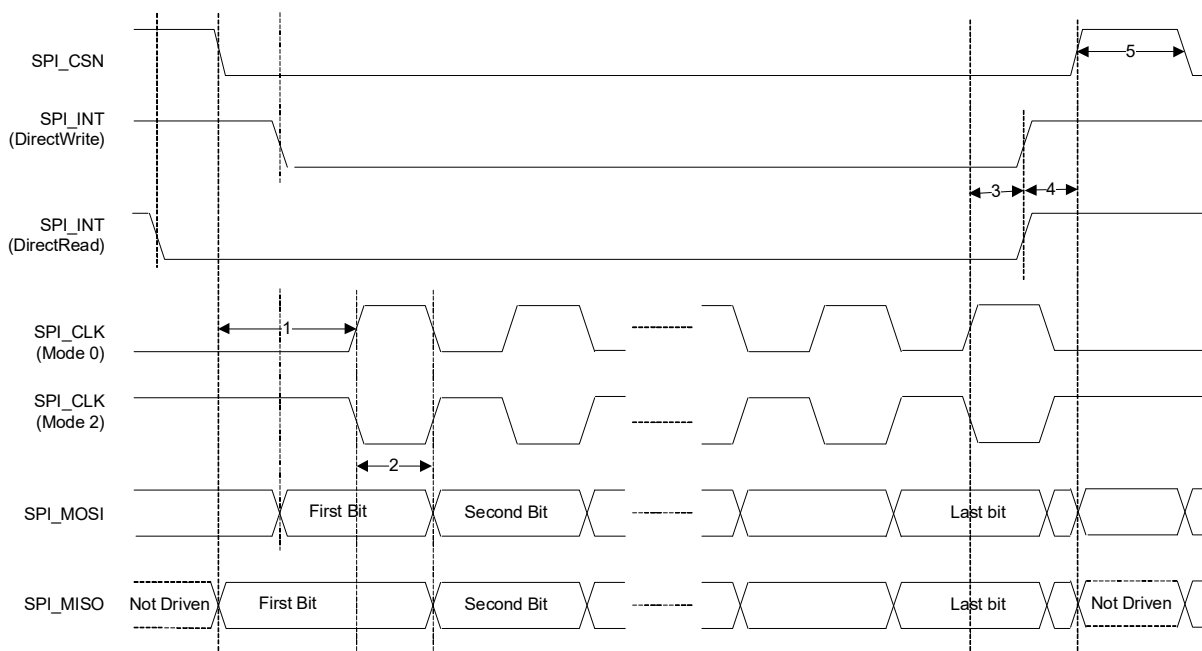 SPI_CSN
5
SPI_INT
(DirectWrite)
3
4
SPI_INT
(DirectRead)
1
SPI_CLK
(Mode 0)
SPI_CLK
(Mode 2)
2
SPI_MOSI
First Bit
Second Bit
Last bit
SPI_MISO
Not Driven
First Bit
Second Bit
Last bit
Not Driven